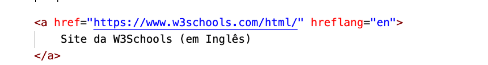 <a href="https://www.w3schools.com/html/" hreflang="en">
Site da W3Schools (em Inglês)
</a>